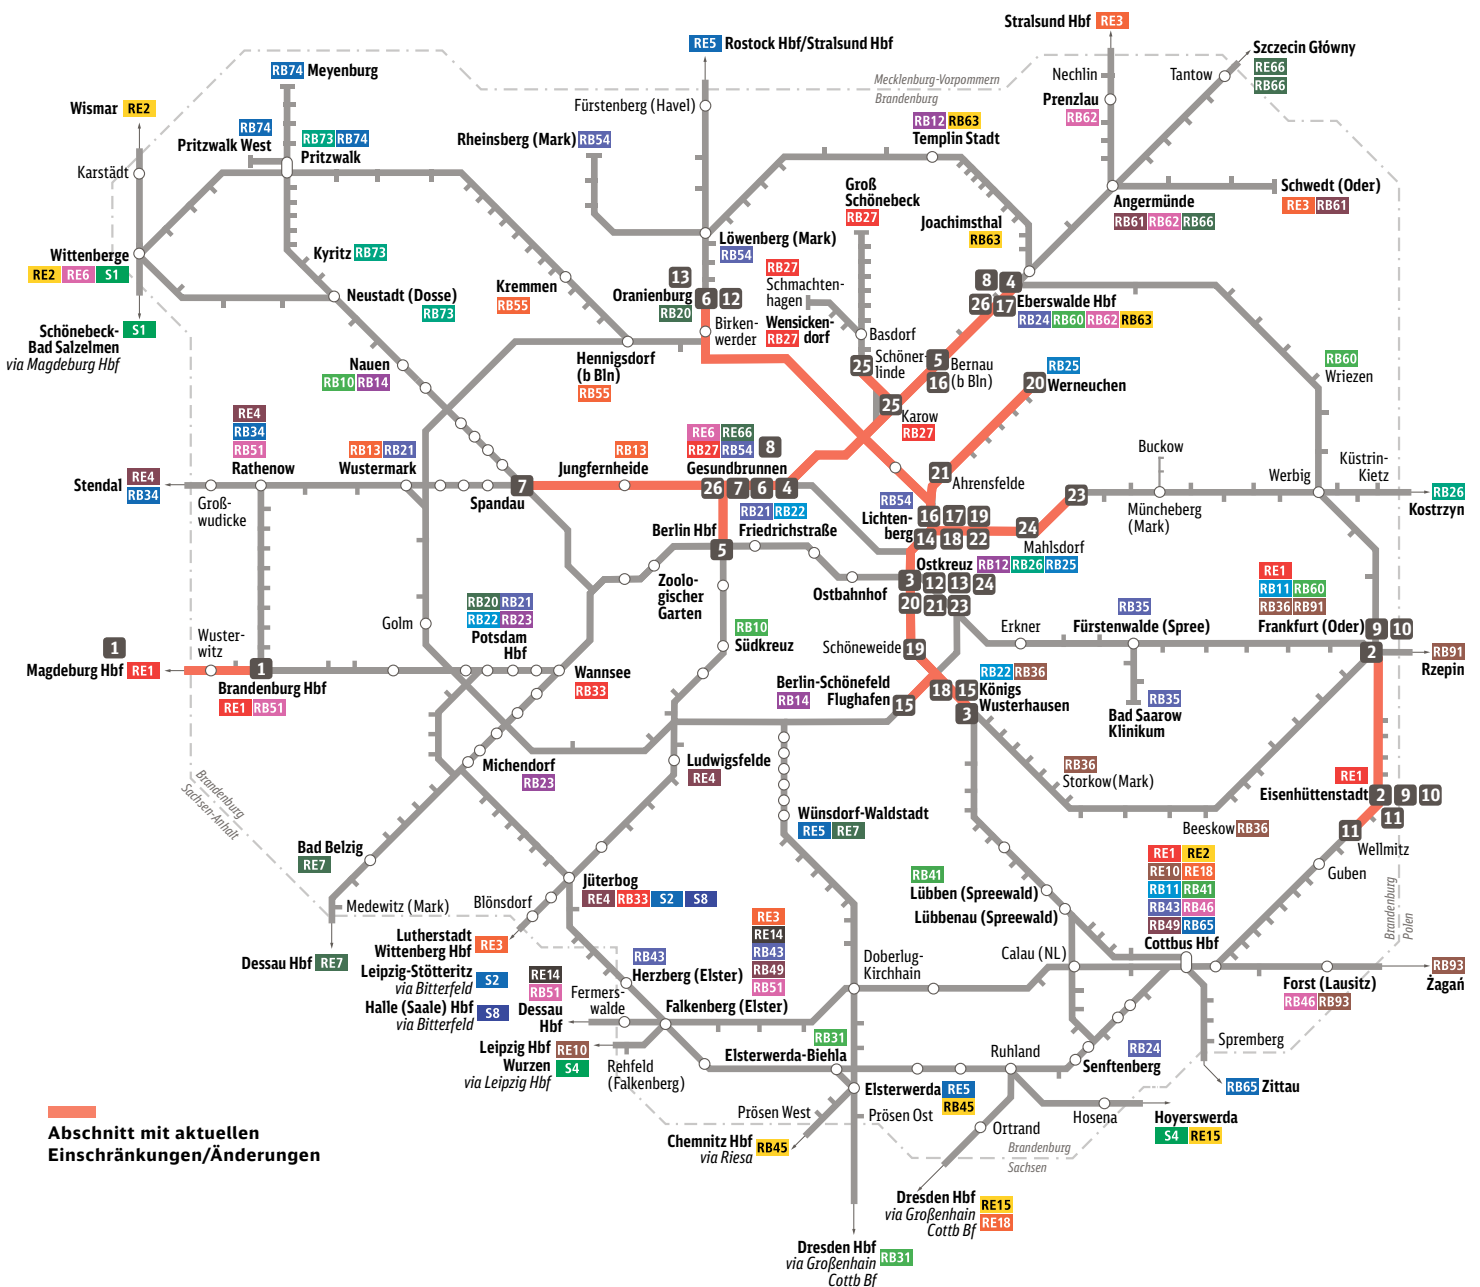 Stralsund Hbf RE3
RE5 Rostock Hbf/Stralsund Hbf
Szczecin Główny
RE66
RB66
Mecklenburg-Vorpommern
Brandenburg
Nechlin
Tantow
Prenzlau
RB62
RB74 Meyenburg
Wismar RE2
Fürstenberg (Havel)
RB74
Pritzwalk West
RB73 RB74
Pritzwalk
Rheinsberg (Mark) RB54
RB12 RB63
Templin Stadt
Karstädt
Groß
Schönebeck
RB27
Schwedt (Oder)
RE3 RB61
Angermünde
RB61 RB62 RB66
Joachimsthal
RB63
Wittenberge
RE2 RE6 S1
Kyritz RB73
Löwenberg (Mark)
RB54
Neustadt (Dosse)
RB73
Kremmen
RB55
13
Oranienburg
RB20
6 12
Birken-
werder
RB27
Schmachten-
hagen
Wensicken-
dorf
RB27
Basdorf
8 4
26 17
Eberswalde Hbf
RB24 RB60 RB62 RB63
Schönebeck-
Bad Salzelmen
via Magdeburg Hbf
S1
Hennigsdorf
(b Bln)
RB55
25
Schöner-
linde
5
16
Bernau
(b Bln)
RB60
Wriezen
Nauen
RB10 RB14
RB25
20 Werneuchen
25
Karow
RB27
RE4
RB34
RB51
Rathenow
RB13 RB21
Wustermark
RB13
Jungfernheide
RE6 RE66
RB27 RB54
8
Gesundbrunnen
26 7 6 4
Stendal
RE4
RB34
Groß-
wudicke
7
Spandau
21
Ahrensfelde
Buckow
Müncheberg
(Mark)
Werbig
Küstrin-
Kietz
RB26
Kostrzyn
23
RB54
Lichten-
berg
16 17 19
14 18 22
24
Mahlsdorf
RB21 RB22
Friedrichstraße
Berlin Hbf
5
Zoolo-
gischer
Garten
Ostbahnhof
Ostkreuz RB12 RB26 RB25
3 12 13 24
20 21 23
RB20 RB21
RB22 RB23
Potsdam
Hbf
Golm
RB10
Südkreuz
Schöneweide 19
Erkner
RB35
Fürstenwalde (Spree)
RE1
RB11 RB60
RB36 RB91
Frankfurt (Oder)
9 10
2
RB91
Rzepin
1
Magdeburg Hbf RE1
Wuster-
witz
1
Brandenburg Hbf
RE1 RB51
Wannsee
RB33
Berlin-Schönefeld
Flughafen
RB14
15
RB22 RB36
18 15
3
Königs
Wusterhausen
RB35
Bad Saarow
Klinikum
Michendorf
RB23
Ludwigsfelde
RE4
RB36
Storkow(Mark)
Brandenburg
Sachsen-Anhalt
Wünsdorf-Waldstadt
RE5 RE7
RE1
Eisenhüttenstadt
2 9 10
11
11
Wellmitz
Beeskow RB36
Guben
Bad Belzig
RE7
RB41
Lübben (Spreewald)
Lübbenau (Spreewald)
RE1 RE2
RE10 RE18
RB11 RB41
RB43 RB46
RB49 RB65
Cottbus Hbf
Brandenburg
Polen
Jüterbog
RE4 RB33 S2 S8
Medewitz (Mark)
Blönsdorf
Dessau Hbf RE7
Lutherstadt
Wittenberg Hbf
RE3
Leipzig-Stötteritz
via Bitterfeld
S2
Halle (Saale) Hbf
via Bitterfeld
S8
RB43
Herzberg (Elster)
RE3
RE14
RB43
RB49
RB51
Falkenberg (Elster)
Doberlug-
Kirchhain
Calau (NL)
Forst (Lausitz)
RB46 RB93
RB93
Żagań
RE14
RB51
Dessau
Hbf
Fermers-
walde
Leipzig Hbf RE10
Wurzen S4
via Leipzig Hbf
Rehfeld
(Falkenberg)
RB31
Elsterwerda-Biehla
Ruhland
RB24
Senftenberg
Spremberg
RB65 Zittau
Elsterwerda RE5
RB45
Prösen West
Prösen Ost
Chemnitz Hbf
via Riesa
RB45
Ortrand
Hosena
Hoyerswerda
S4 RE15
Brandenburg
Sachsen
Dresden Hbf
via Großenhain
Cottb Bf
RE15
RE18
Dresden Hbf
via Großenhain
Cottb Bf
RB31
Abschnitt mit aktuellen
Einschränkungen/Änderungen